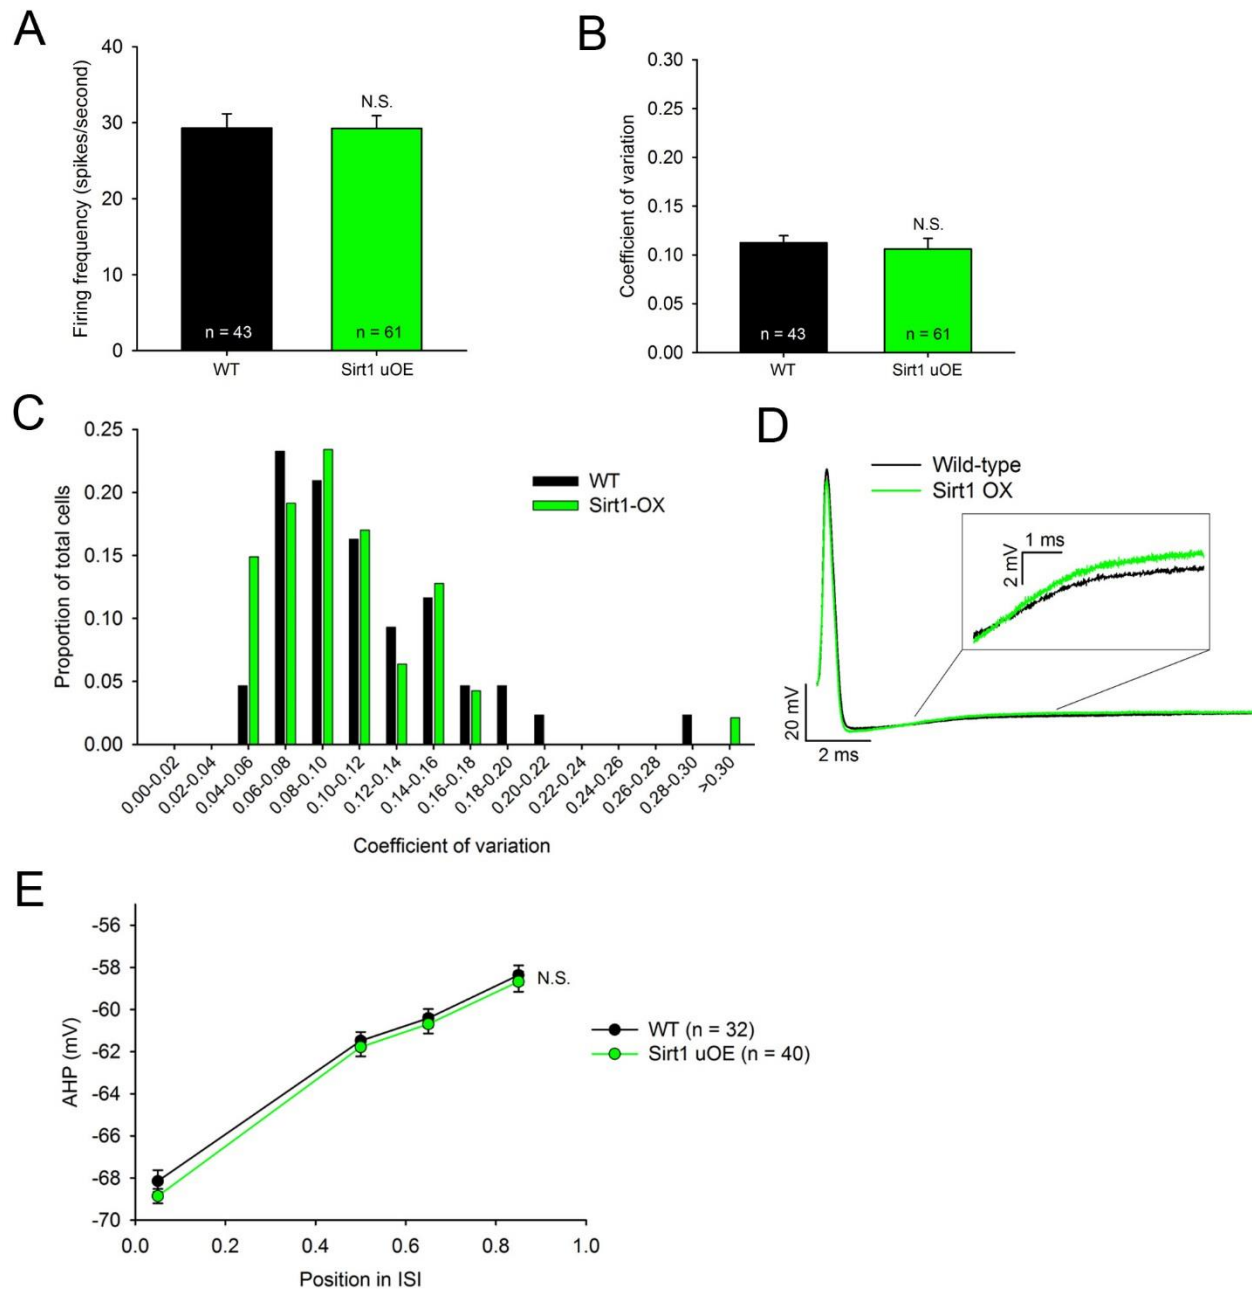 A
Firing frequency (spikes/second)
40
30
20
10
0
N.S.
n = 43
n = 61
WT
Sirt1 uOE
B
Coefficient of variation
0.30
0.25
0.20
0.15
0.10
0.05
0.00
N.S.
n = 43
n = 61
WT
Sirt1 uOE
C
Proportion of total cells
0.25
0.20
0.15
0.10
0.05
0.00
WT
Sirt1-OX
0.00-0.02
0.02-0.04
0.04-0.06
0.06-0.08
0.08-0.10
0.10-0.12
0.12-0.14
0.14-0.16
0.16-0.18
0.18-0.20
0.20-0.22
0.22-0.24
0.24-0.26
0.26-0.28
0.28-0.30
>0.30
Coefficient of variation
D
Wild-type
Sirt1 OX
1 ms
2 mV
20 mV
2 ms
E
AHP (mV)
-56
-58
-60
-62
-64
-66
-68
-70
N.S.
WT (n = 32)
Sirt1 uOE (n = 40)
0.0
0.2
0.4
0.6
0.8
1.0
Position in ISI